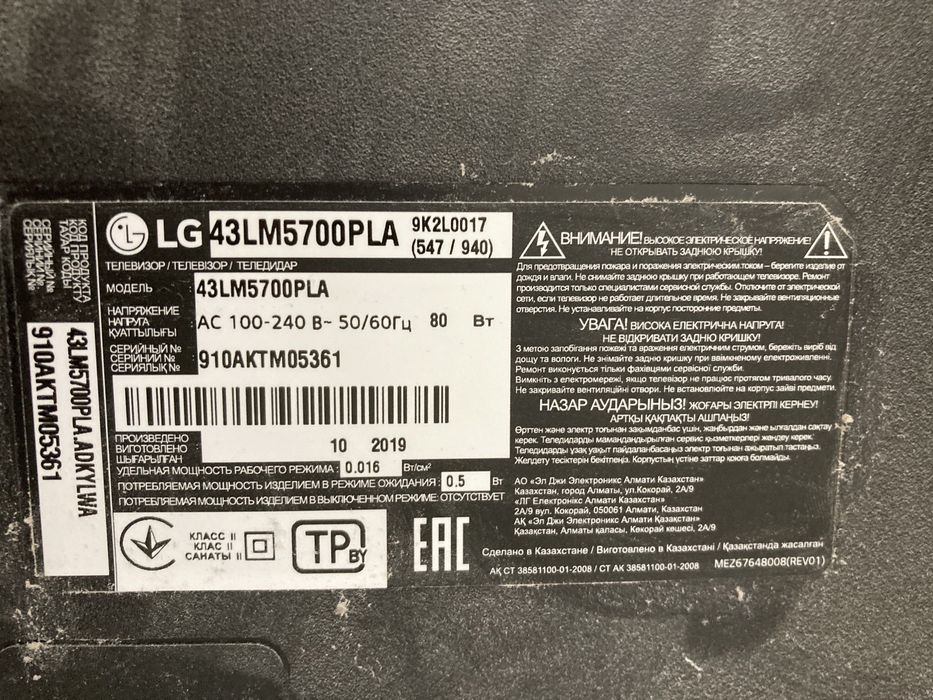 LG 43LM5700PLA 9K2L0017
(547 / 940)
ТЕЛЕВИЗОР / ТЕЛЕВІЗОР / ТЕЛЕДИДАР
МОДЕЛЬ 43LM5700PLA
НАПРЯЖЕНИЕ
НАПРУГА
ҚУАТТЫЛЫҒЫ
AC 100-240 В~ 50/60Гц 80 Вт
СЕРИЙНЫЙ №
СЕРІЙНИЙ №
СЕРИЯЛЫҚ №
910AKTM05361
ПРОИЗВЕДЕНО
ВИГОТОВЛЕНО
ШЫҒАРЫЛҒАН
10 2019
УДЕЛЬНАЯ МОЩНОСТЬ РАБОЧЕГО РЕЖИМА : 0.016 Вт/см²
ПОТРЕБЛЯЕМАЯ МОЩНОСТЬ ИЗДЕЛИЕМ В РЕЖИМЕ ОЖИДАНИЯ : 0.5 Вт
ПОТРЕБЛЯЕМАЯ МОЩНОСТЬ ИЗДЕЛИЕМ В ВЫКЛЮЧЕННОМ РЕЖИМЕ: ОТСУТСТВУЕТ
КЛАСС II
КЛАС II
САНАТЫ II
TP BY
EAC
КОД ПРОДУКТА
КОД ПРОДУКТУ
ТАУАР КОДЫ
СЕРИЙНЫЙ №
СЕРІЙНИЙ №
СЕРИЯЛЫҚ №
43LM5700PLA.ADKYLWA
910AKTM05361
ВНИМАНИЕ! ВЫСОКОЕ ЭЛЕКТРИЧЕСКОЕ НАПРЯЖЕНИЕ!
НЕ ОТКРЫВАТЬ ЗАДНЮЮ КРЫШКУ!
Для предотвращения пожара и поражения электрическим током – берегите изделие от
дождя и влаги. Не снимайте заднюю крышку при работающем телевизоре. Ремонт
производится только специалистами сервисной службы. Отключите от электрической
сети, если телевизор не работает длительное время. Не закрывайте вентиляционные
отверстия. Не устанавливайте на корпус посторонние предметы.
УВАГА! ВИСОКА ЕЛЕКТРИЧНА НАПРУГА!
НЕ ВІДКРИВАТИ ЗАДНЮ КРИШКУ!
З метою запобігання пожежі та враження електричним струмом, бережіть виріб від
дощу та вологи. Не знімайте задню кришку при ввімкненому електроживленні.
Ремонт виконується тільки фахівцями сервісної служби.
Вимкніть з електромережі, якщо телевізор не працює протягом тривалого часу.
Не закривайте вентиляційні отвори. Не встановлюйте на корпус зайві предмети.
НАЗАР АУДАРЫҢЫЗ! ЖОҒАРЫ ЭЛЕКТРЛІ КЕРНЕУ!
АРТҚЫ ҚАҚПАҚТЫ АШПАҢЫЗ!
Өрттен және электр тоғынан зақымданбас үшін, жаңбырдан және ылғалдан сақтау
керек. Теледидарды мамандандырылған сервис қызметкерлері жөндеу керек.
Теледидарды ұзақ уақыт пайдаланбасаңыз электр тоғынан ажыратыңыз.
Желдету тесіктерін бекітпеңіз. Корпустың үстіне заттар қоюға болмайды.
АО «Эл Джи Электроникс Алмати Казахстан»
Казахстан, город Алматы, ул.Кокорай, 2А/9
«ЛГ Електронікс Алмати Казахстан»
2А/9 вул. Кокорай, 050061 Алмати, Казахстан
АҚ «Эл Джи Электроникс Алматы Казахстан»
Қазақстан, Алматы қаласы, Көкорай көшесі, 2А/9
Сделано в Казахстане / Виготовлено в Казахстані / Қазақстанда жасалған
АҚ СТ 38581100-01-2008 / СТ АК 38581100-01-2008 MEZ67648008(REV01)